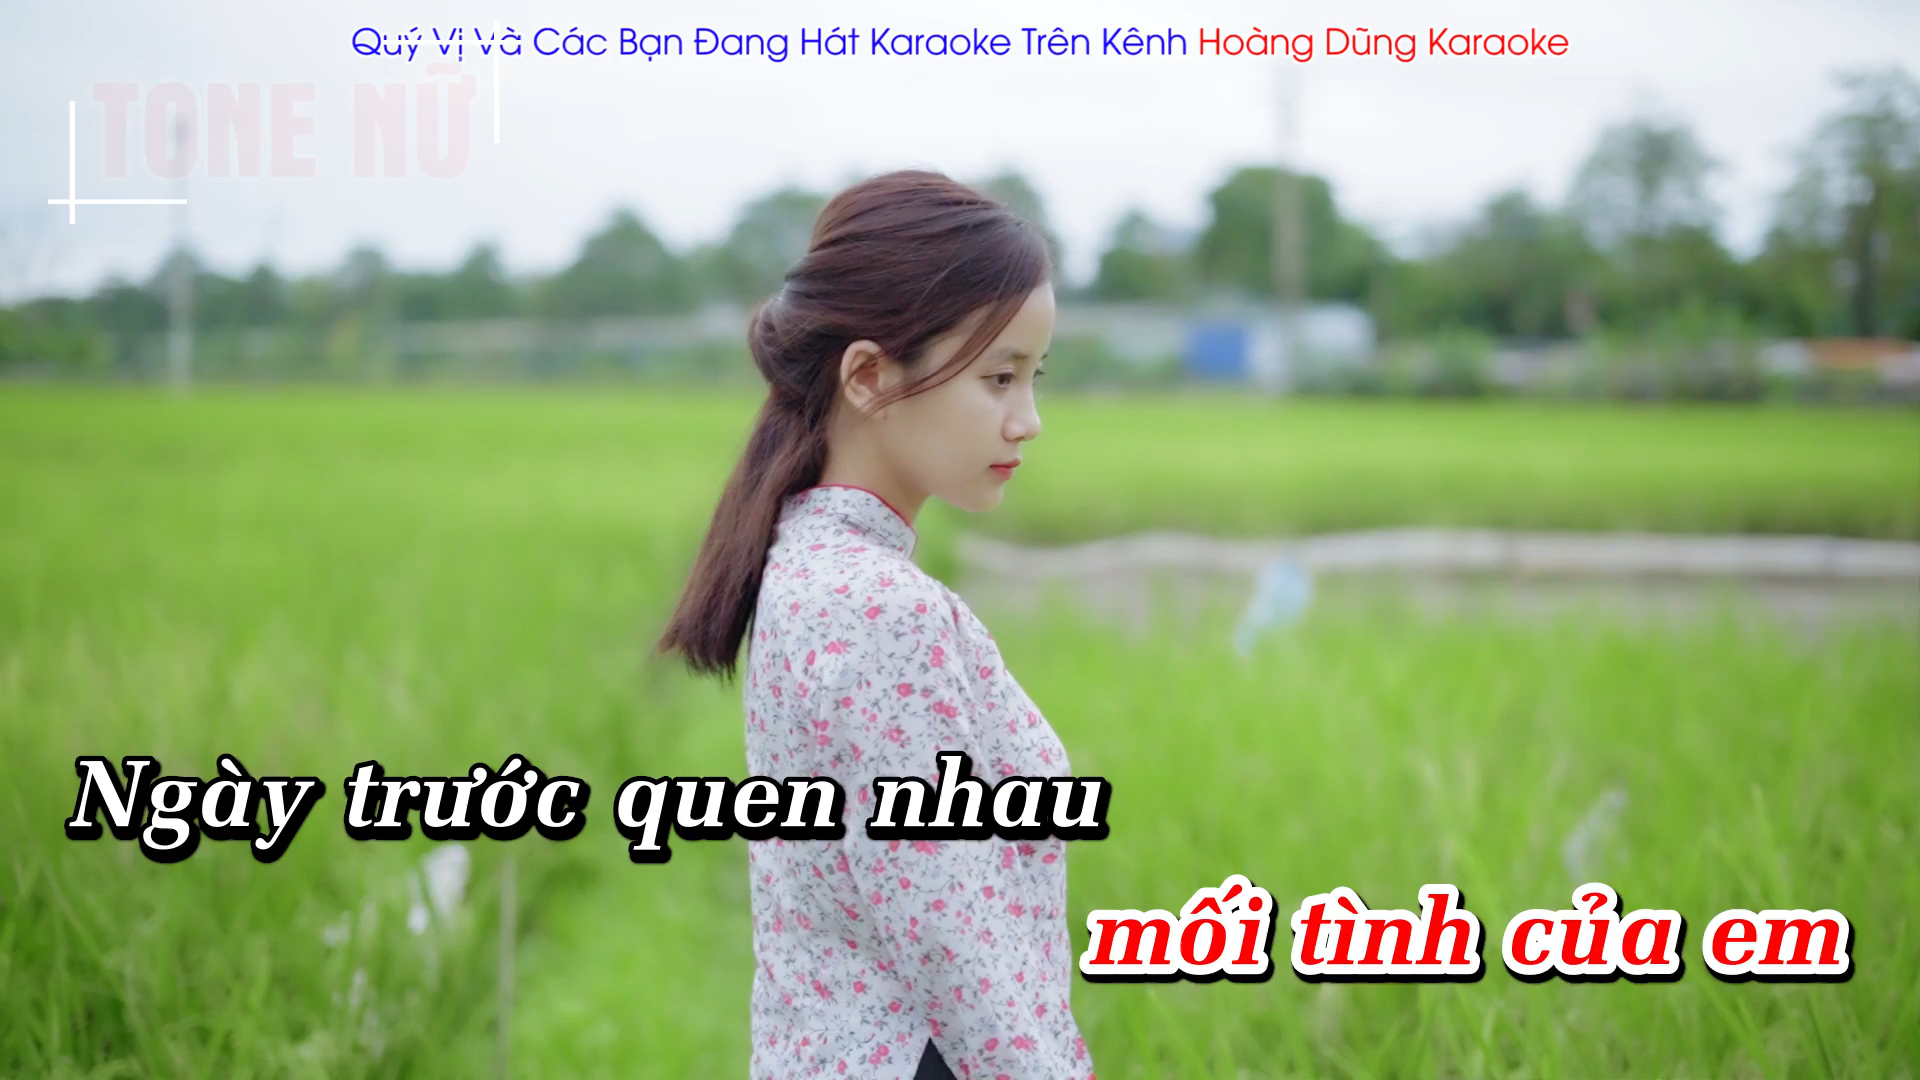 Quý Vị Và Các Bạn Đang Hát Karaoke Trên Kênh Hoàng Dũng Karaoke
TONE NỮ
Ngày trước quen nhau
mối tình của em